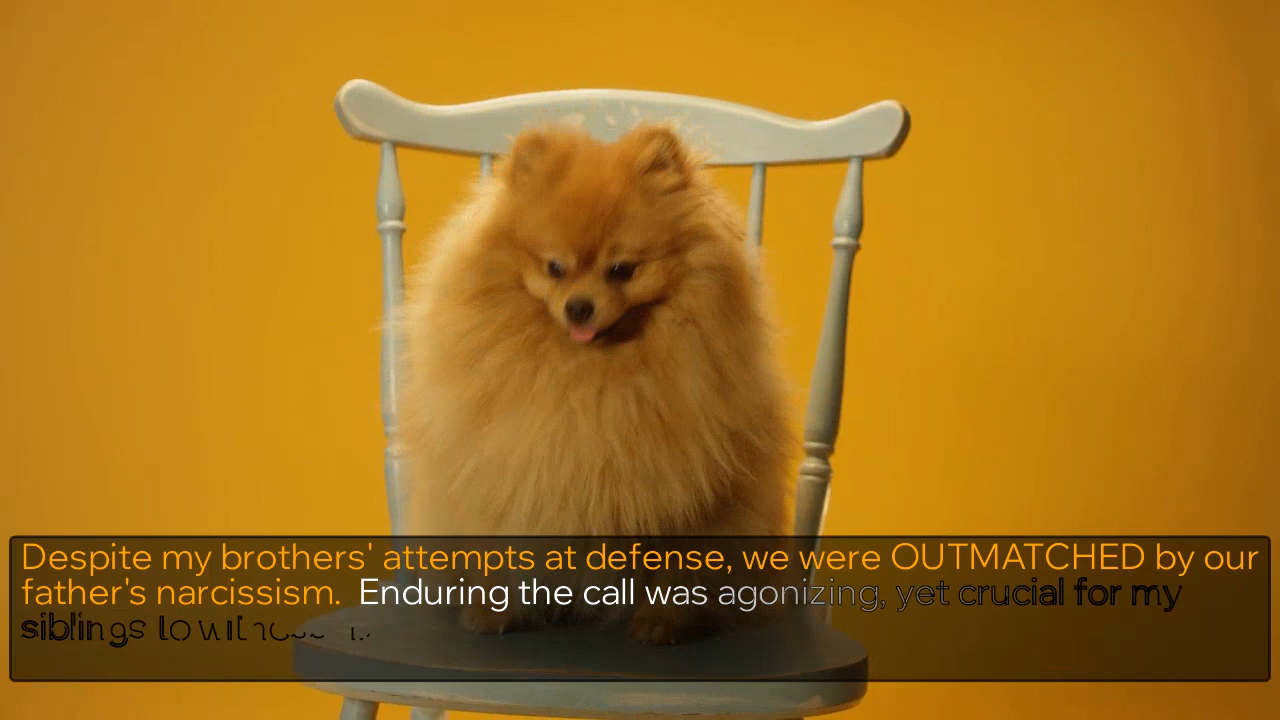 Despite my brothers' attempts at defense, we were OUTMATCHED by our
father's narcissism. Enduring the call was agonizing, yet crucial for my
siblings to